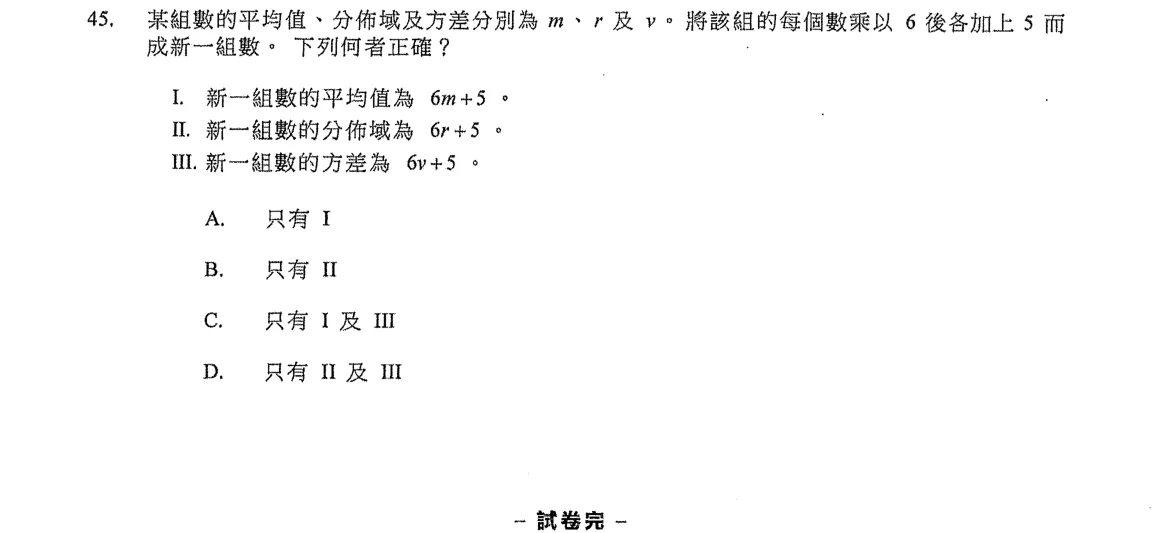 45. 某組數的平均值、分佈域及方差分別為 m、r 及 v。將該組的每個數乘以 6 後各加上 5 而
成新一組數。 下列何者正確？
I. 新一組數的平均值為 6m+5 。
II. 新一組數的分佈域為 6r+5 。
III. 新一組數的方差為 6v+5 。
A. 只有 I
B. 只有 II
C. 只有 I 及 III
D. 只有 II 及 III
– 試卷完 –